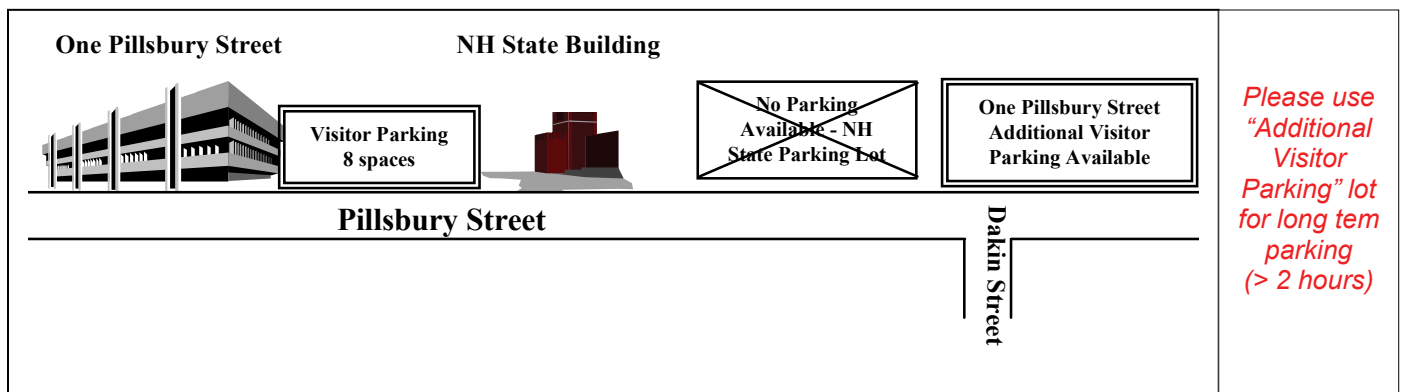 One Pillsbury Street
NH State Building
Visitor Parking
8 spaces
No Parking
Available - NH
State Parking Lot
One Pillsbury Street
Additional Visitor
Parking Available
Pillsbury Street
Dakin Street
Please use
“Additional
Visitor
Parking” lot
for long tem
parking
(> 2 hours)